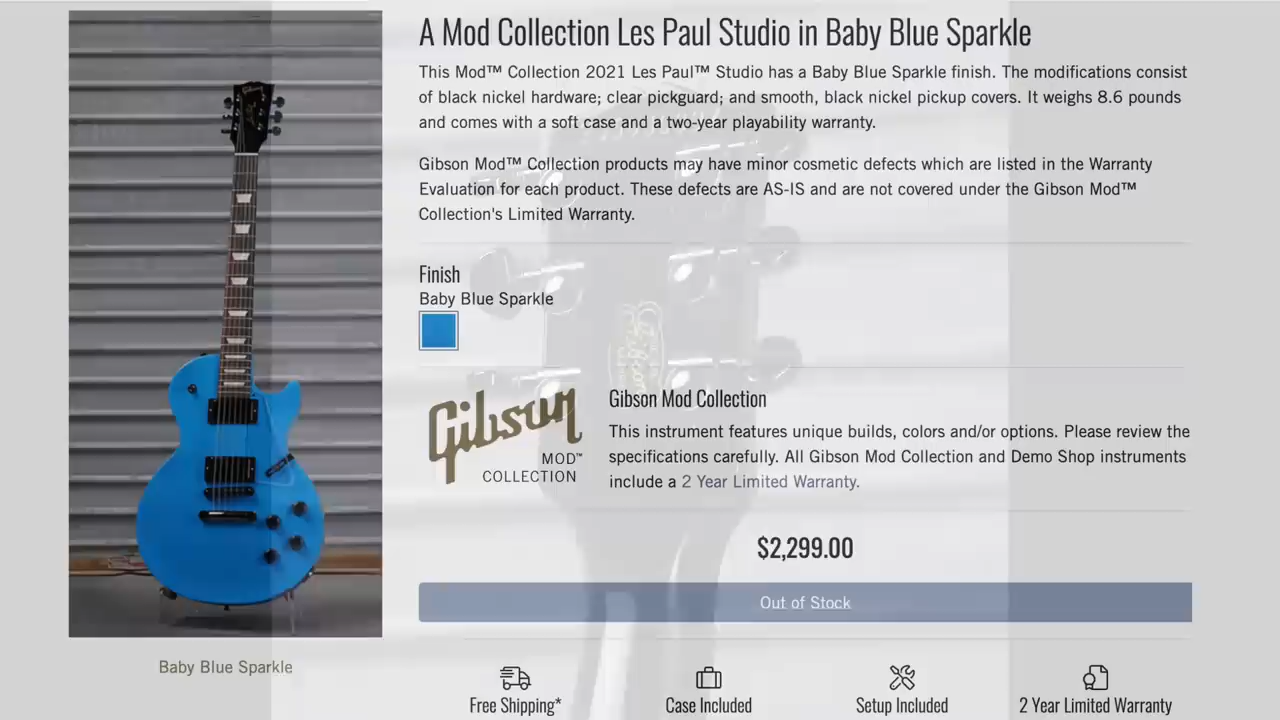 A Mod Collection Les Paul Studio in Baby Blue Sparkle
This Mod™ Collection 2021 Les Paul™ Studio has a Baby Blue Sparkle finish. The modifications consist
of black nickel hardware; clear pickguard; and smooth, black nickel pickup covers. It weighs 8.6 pounds
and comes with a soft case and a two-year playability warranty.
Gibson Mod™ Collection products may have minor cosmetic defects which are listed in the Warranty
Evaluation for each product. These defects are AS-IS and are not covered under the Gibson Mod™
Collection's Limited Warranty.
Finish
Baby Blue Sparkle
Gibson
MOD™
COLLECTION
Gibson Mod Collection
This instrument features unique builds, colors and/or options. Please review the
specifications carefully. All Gibson Mod Collection and Demo Shop instruments
include a 2 Year Limited Warranty.
$2,299.00
Out of Stock
Baby Blue Sparkle
Free Shipping*
Case Included
Setup Included
2 Year Limited Warranty